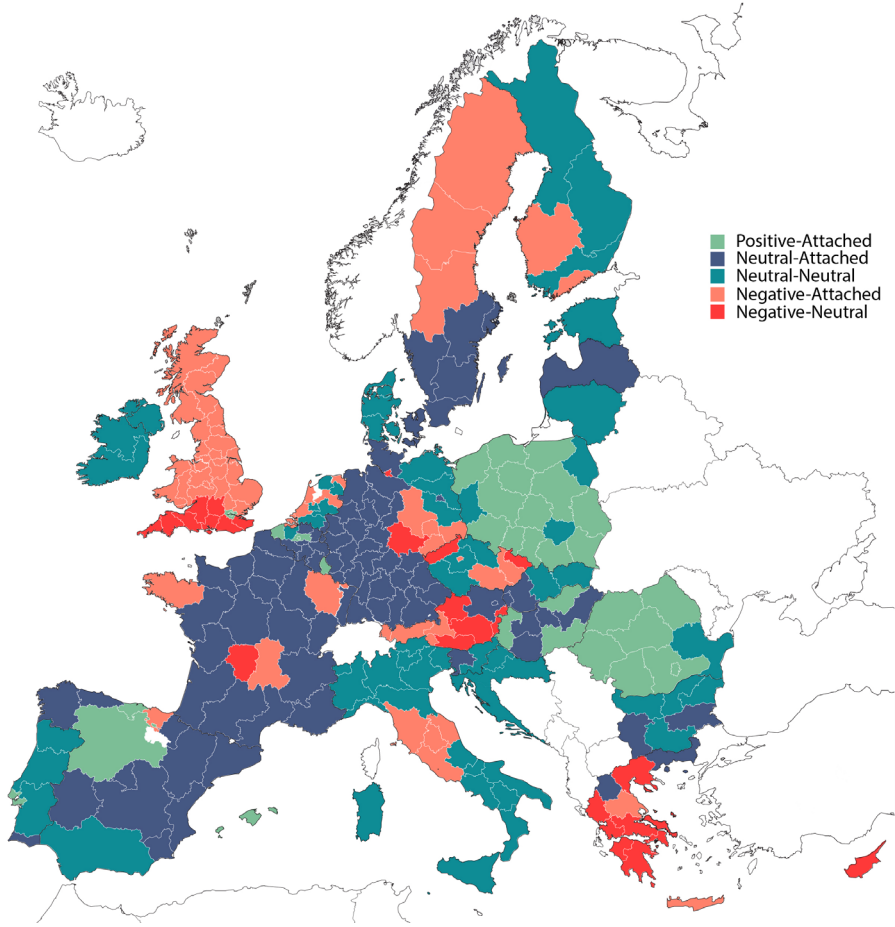 Positive-Attached
Neutral-Attached
Neutral-Neutral
Negative-Attached
Negative-Neutral